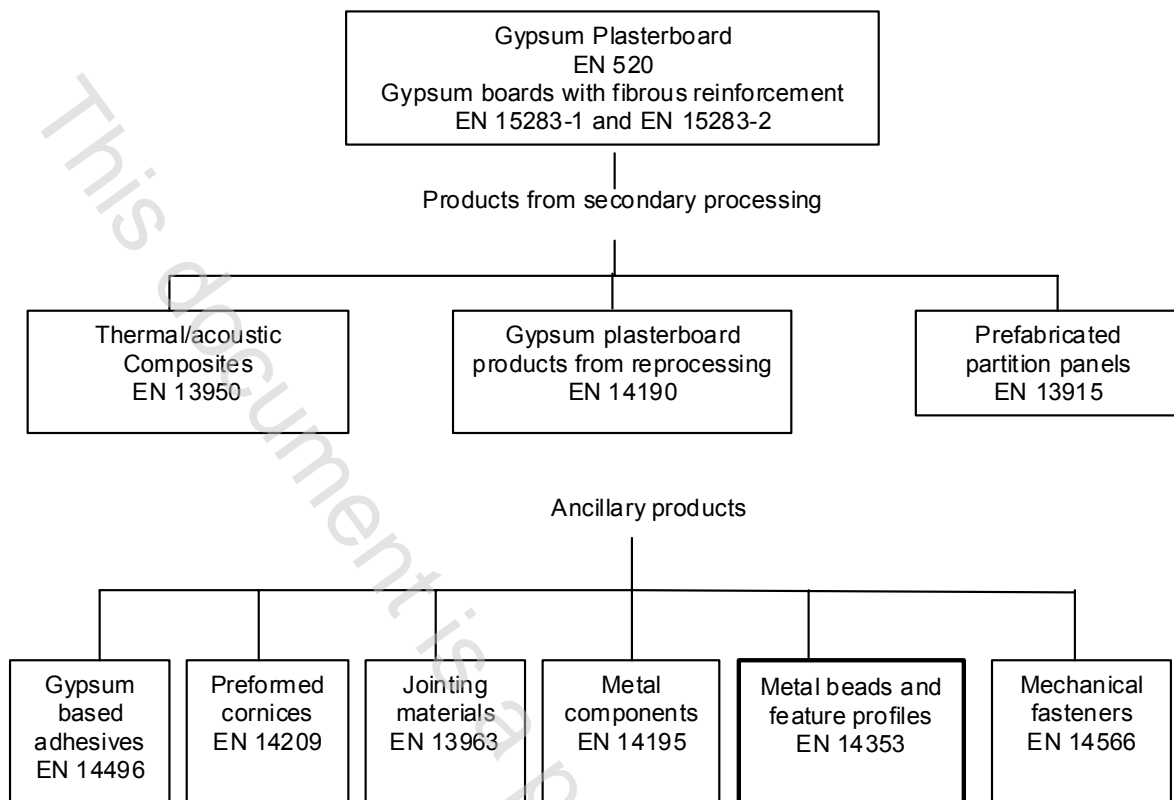 Gypsum Plasterboard
EN 520
Gypsum boards with fibrous reinforcement
EN 15283-1 and EN 15283-2
Products from secondary processing
Thermal/acoustic
Composites
EN 13950
Gypsum plasterboard
products from reprocessing
EN 14190
Prefabricated
partition panels
EN 13915
Ancillary products
Gypsum
based
adhesives
EN 14496
Preformed
cornices
EN 14209
Jointing
materials
EN 13963
Metal
components
EN 14195
Metal beads and
feature profiles
EN 14353
Mechanical
fasteners
EN 14566
This document is a